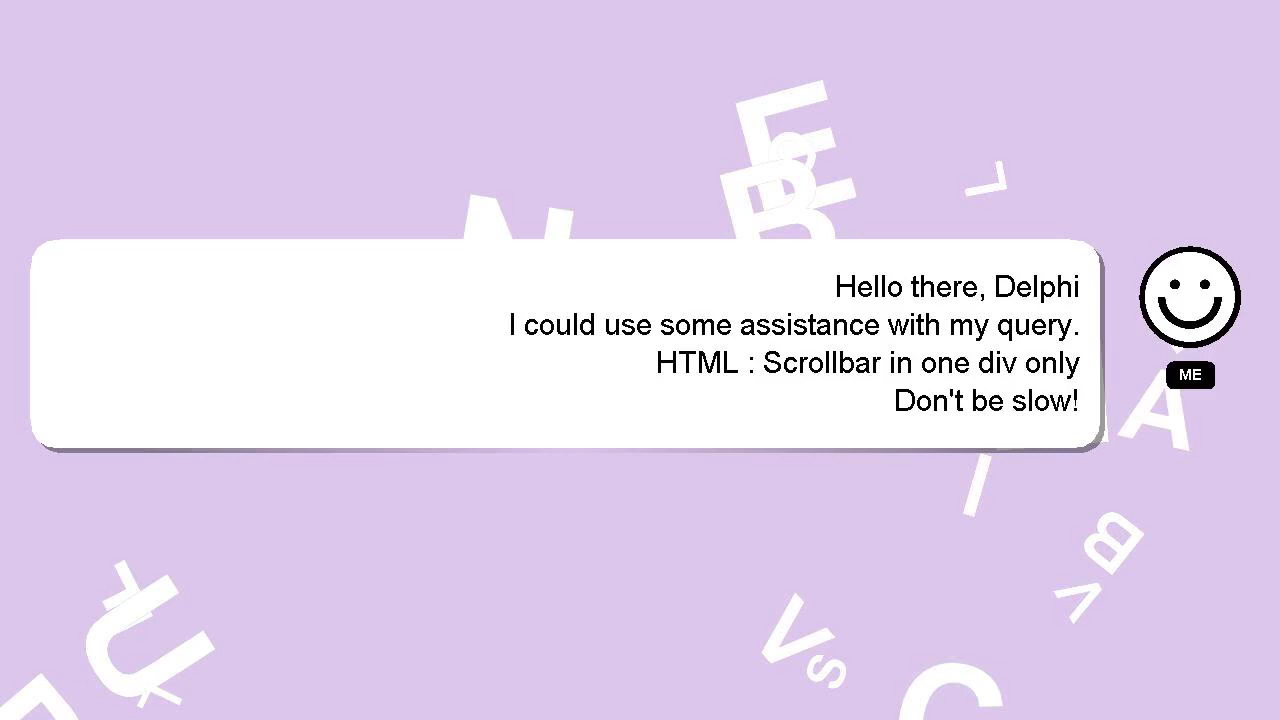 Hello there, Delphi
I could use some assistance with my query.
HTML : Scrollbar in one div only
Don't be slow!
ME